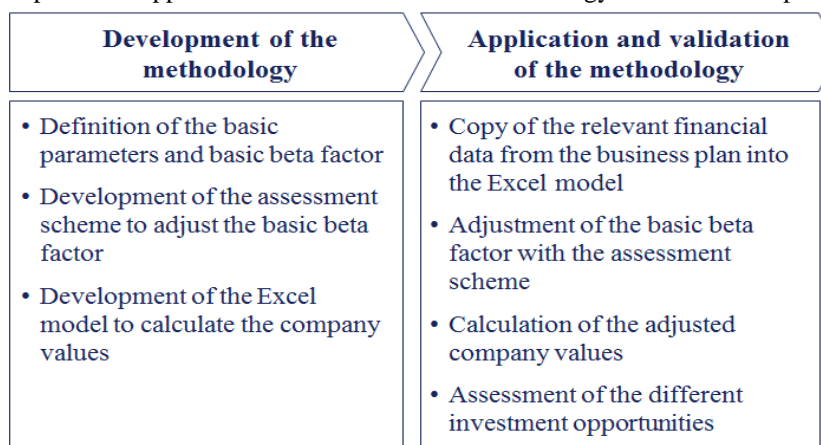 Development of the
methodology
Application and validation
of the methodology
• Definition of the basic
parameters and basic beta factor
• Development of the assessment
scheme to adjust the basic beta
factor
• Development of the Excel
model to calculate the company
values
• Copy of the relevant financial
data from the business plan into
the Excel model
• Adjustment of the basic beta
factor with the assessment
scheme
• Calculation of the adjusted
company values
• Assessment of the different
investment opportunities